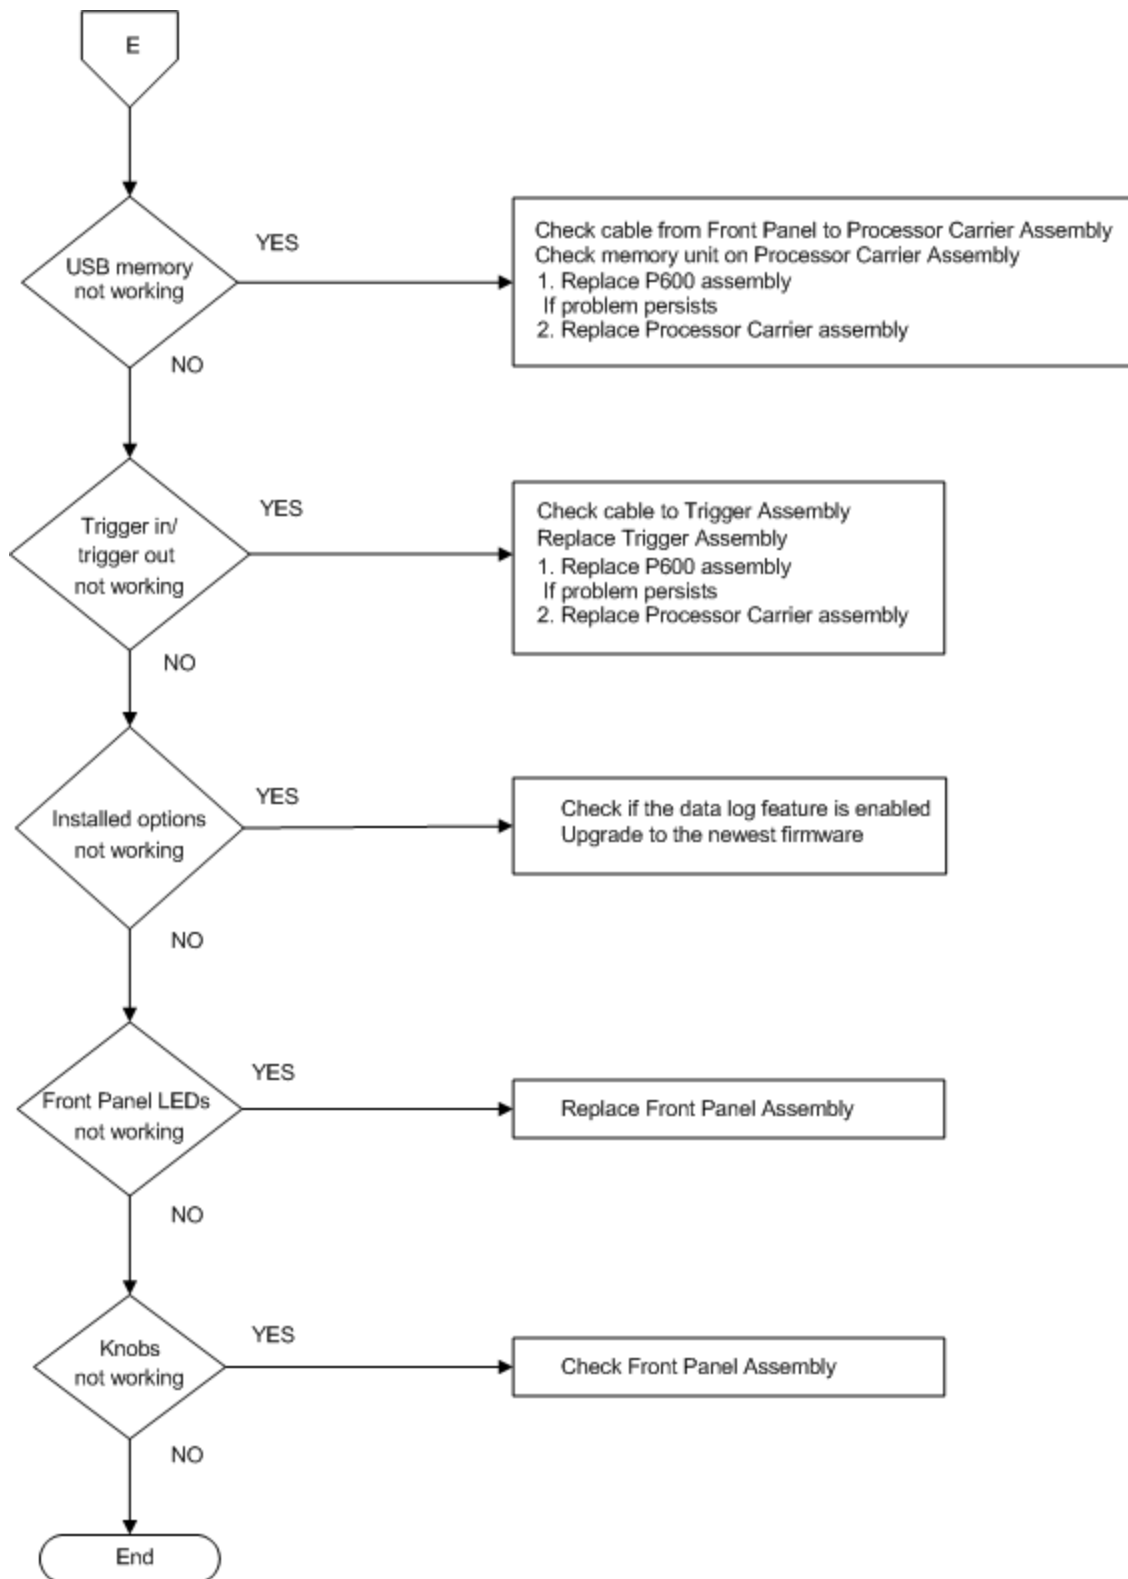 E
USB memory
not working
YES
Check cable from Front Panel to Processor Carrier Assembly
Check memory unit on Processor Carrier Assembly
1. Replace P600 assembly
If problem persists
2. Replace Processor Carrier assembly
NO
Trigger in/
trigger out
not working
YES
Check cable to Trigger Assembly
Replace Trigger Assembly
1. Replace P600 assembly
If problem persists
2. Replace Processor Carrier assembly
NO
Installed options
not working
YES
Check if the data log feature is enabled
Upgrade to the newest firmware
NO
Front Panel LEDs
not working
YES
Replace Front Panel Assembly
NO
Knobs
not working
YES
Check Front Panel Assembly
NO
End